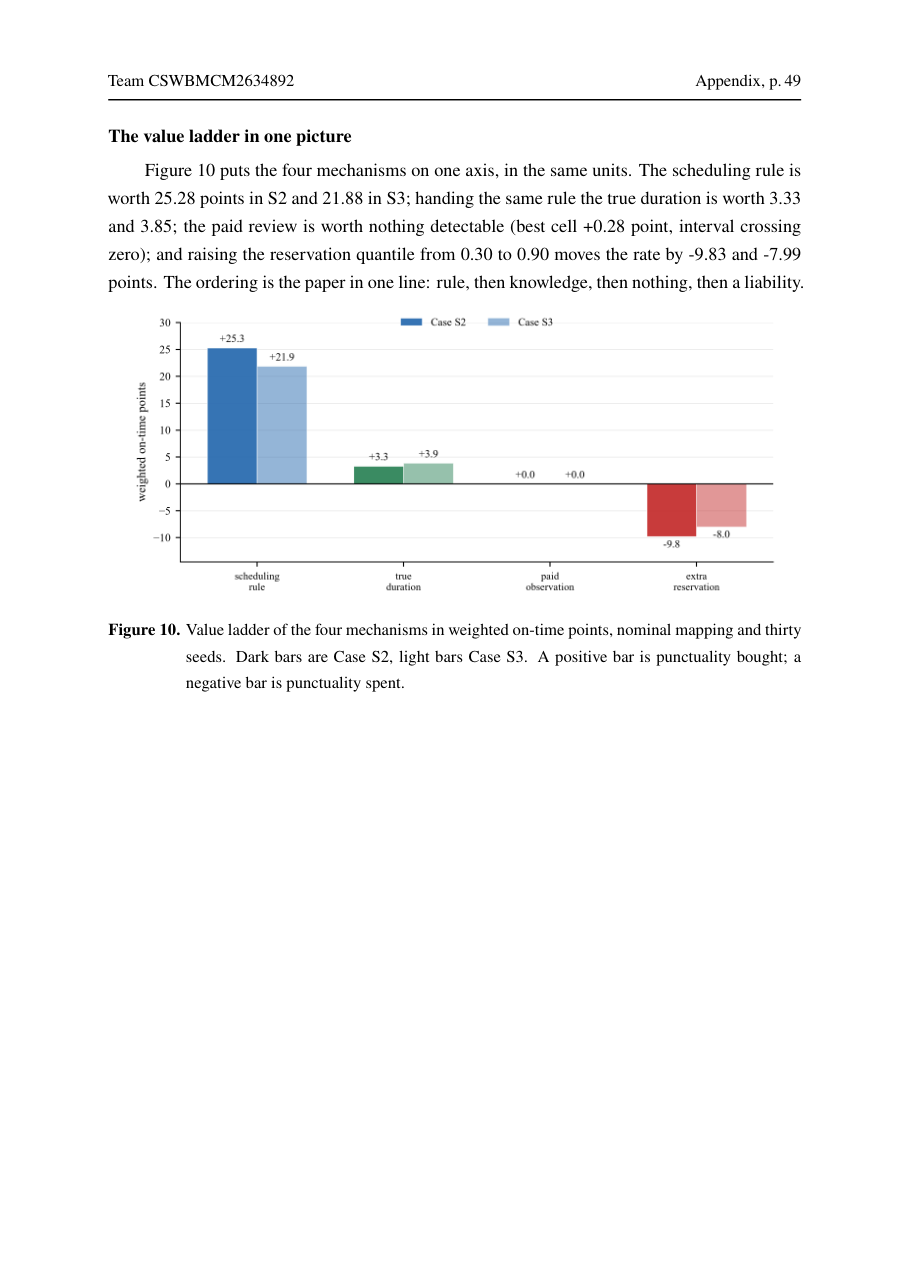 Team CSWBMCM2634892 Appendix, p. 49
The value ladder in one picture
Figure 10 puts the four mechanisms on one axis, in the same units. The scheduling rule is
worth 25.28 points in S2 and 21.88 in S3; handing the same rule the true duration is worth 3.33
and 3.85; the paid review is worth nothing detectable (best cell +0.28 point, interval crossing
zero); and raising the reservation quantile from 0.30 to 0.90 moves the rate by -9.83 and -7.99
points. The ordering is the paper in one line: rule, then knowledge, then nothing, then a liability.
Case S2 Case S3
weighted on-time points
30
25
20
15
10
5
0
−5
−10
+25.3
+21.9
+3.3
+3.9
+0.0
+0.0
-9.8
-8.0
scheduling
rule
true
duration
paid
observation
extra
reservation
Figure 10. Value ladder of the four mechanisms in weighted on-time points, nominal mapping and thirty
seeds. Dark bars are Case S2, light bars Case S3. A positive bar is punctuality bought; a
negative bar is punctuality spent.